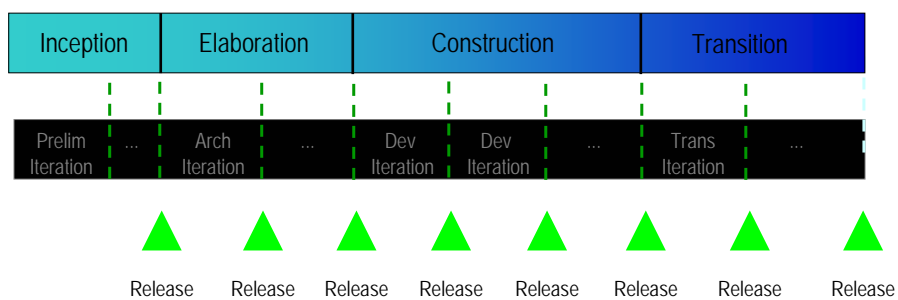 Inception Elaboration Construction Transition
Prelim ... Arch ... Dev Dev ... Trans ...
Iteration Iteration Iteration Iteration Iteration
Release Release Release Release Release Release Release Release